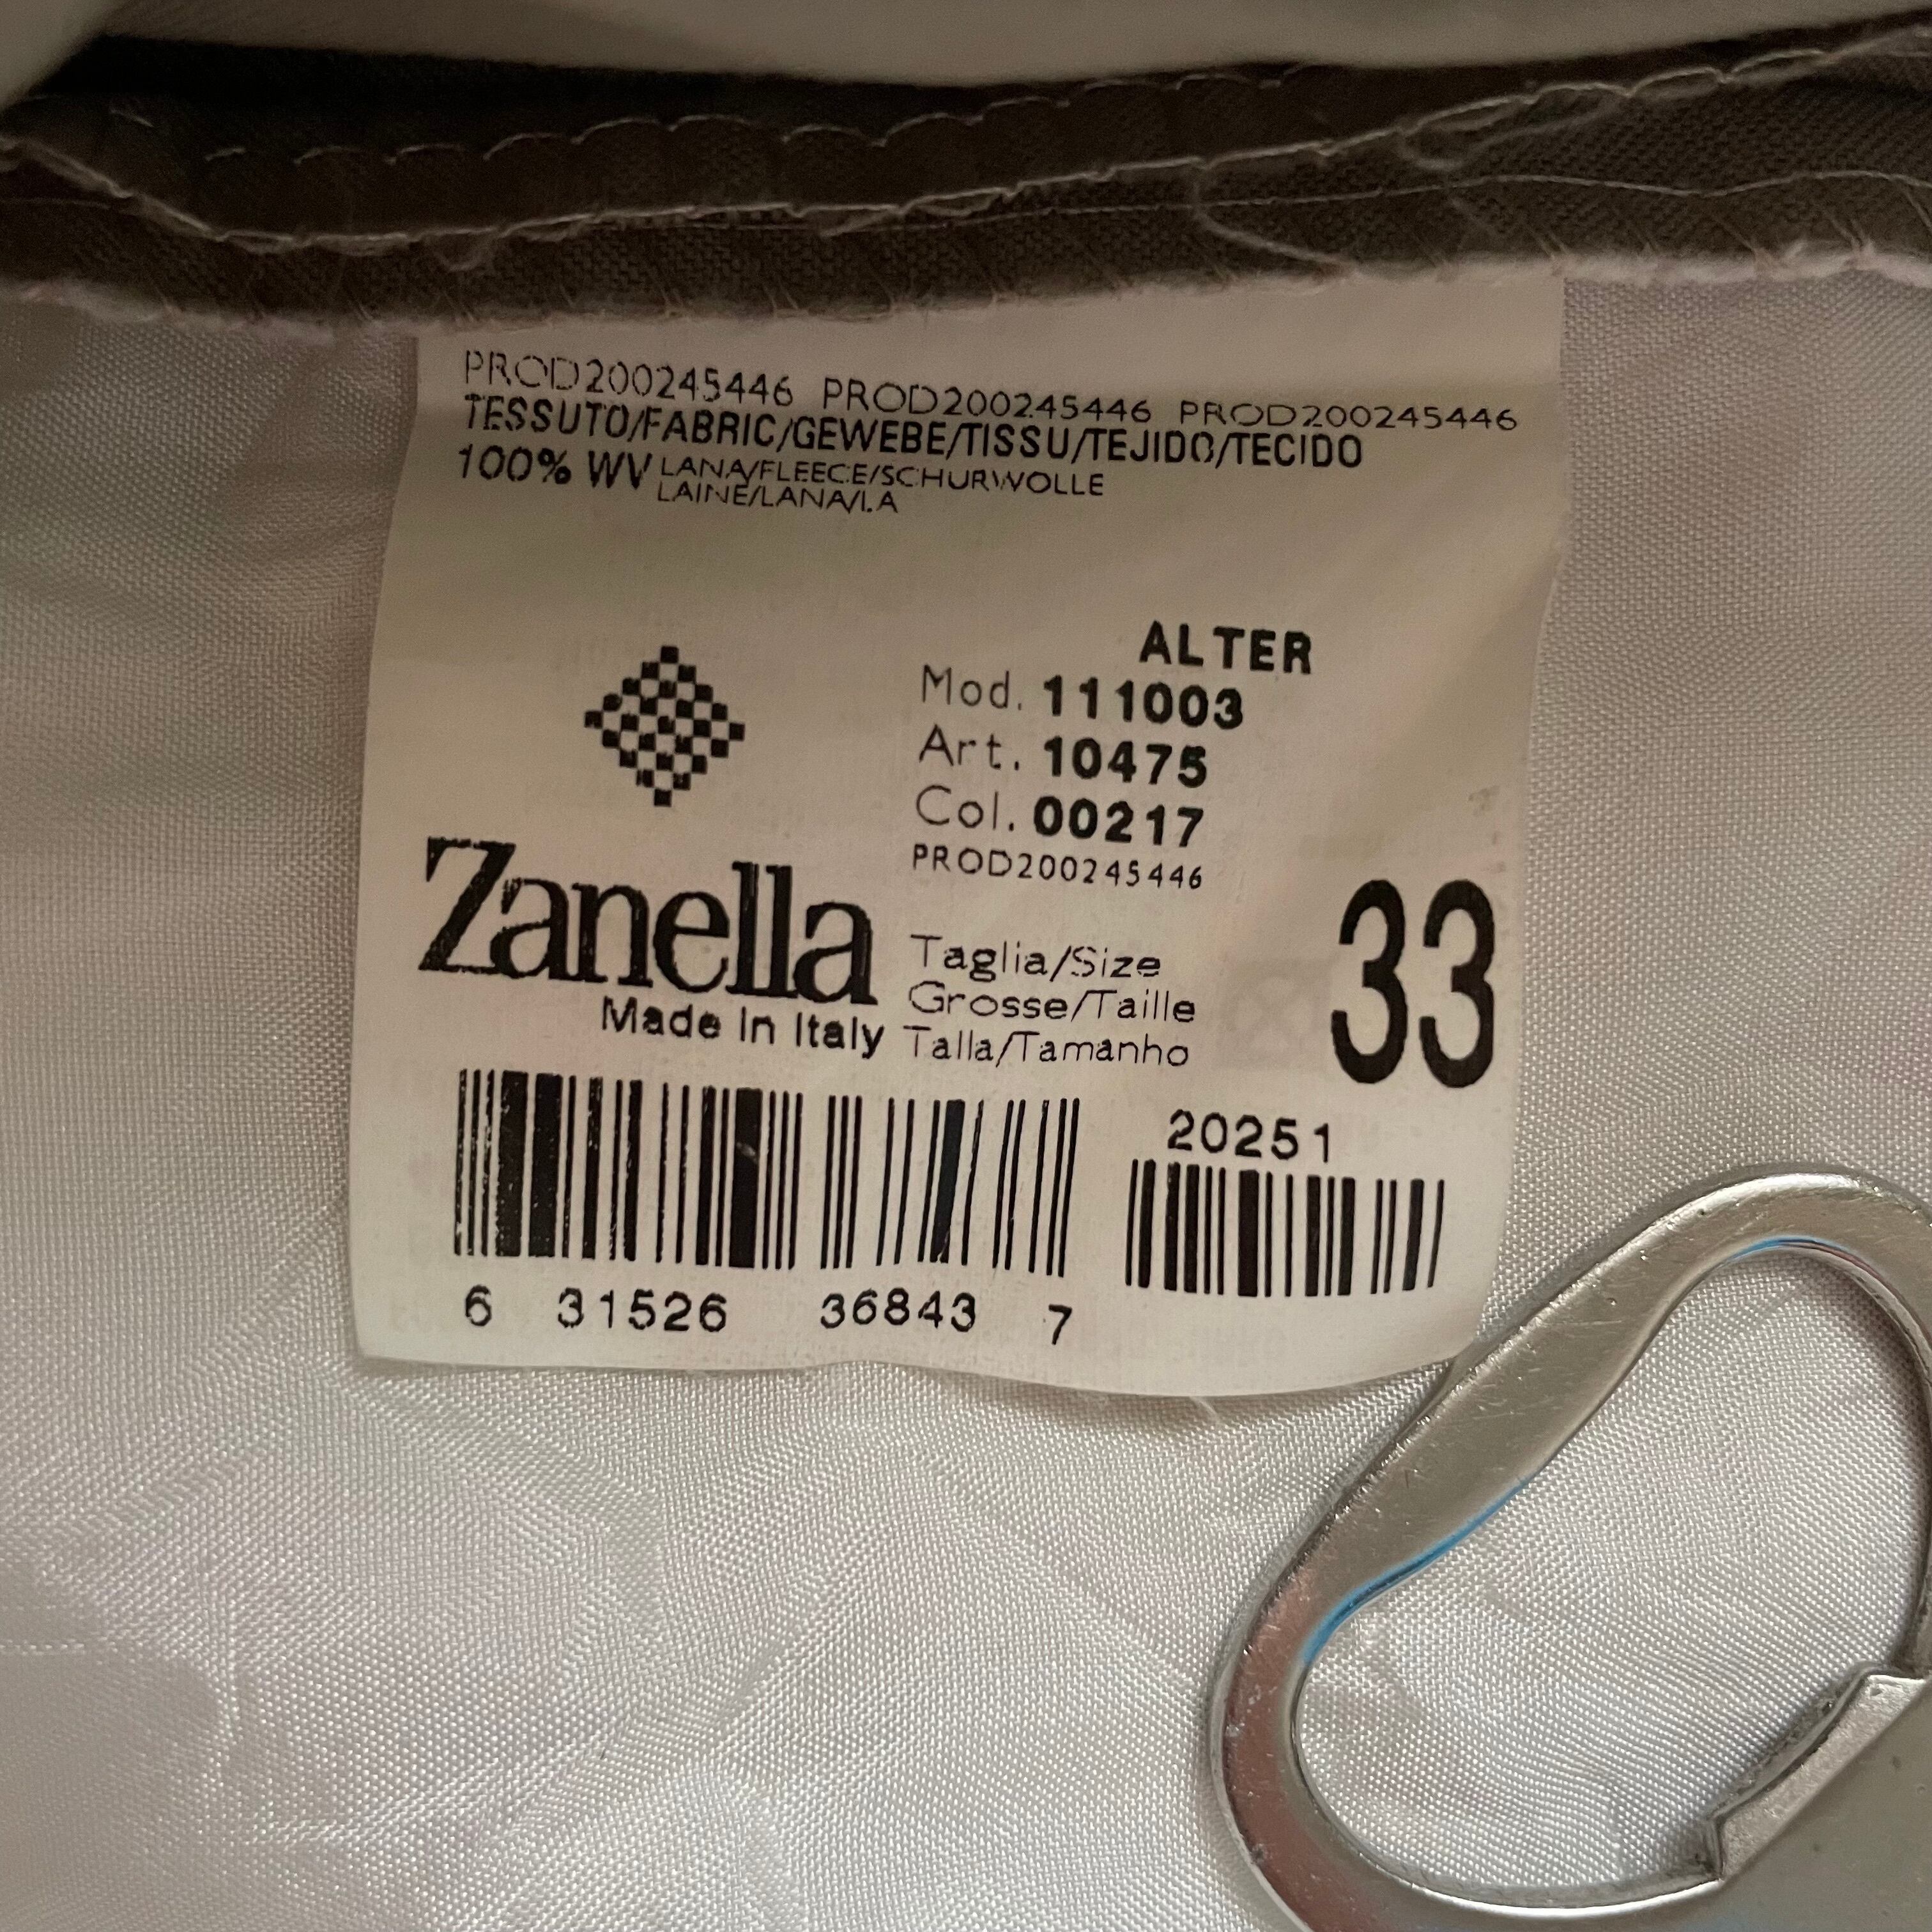 PROD200245446 PROD200245446 PROD200245446
TESSUTO/FABRIC/GEWEBE/TISSU/TEJIDO/TECIDO
100% WV LANA/FLEECE/SCHURWOLLE
LAINE/LANA/LA
ALTER
Mod. 111003
Art. 10475
Col. 00217
PROD200245446
Zanella
Made In Italy
Taglia/Size
Grosse/Taille
Talla/Tamanho
33
20251
6 31526 36843 7